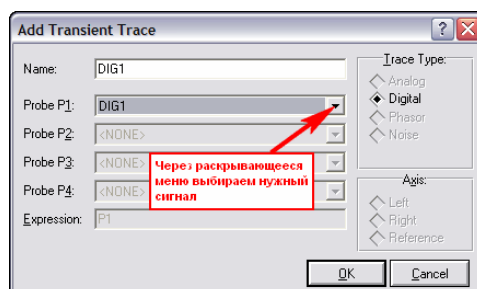 Add Transient Trace
Name: DIG1
Probe P1: DIG1
Probe P2: <NONE>
Probe P3: <NONE>
Probe P4: <NONE>
Expression: P1
Через раскрывающееся
меню выбираем нужный
сигнал
Trace Type:
Analog
Digital
Phasor
Noise
Axis:
Left
Right
Reference
OK
Cancel